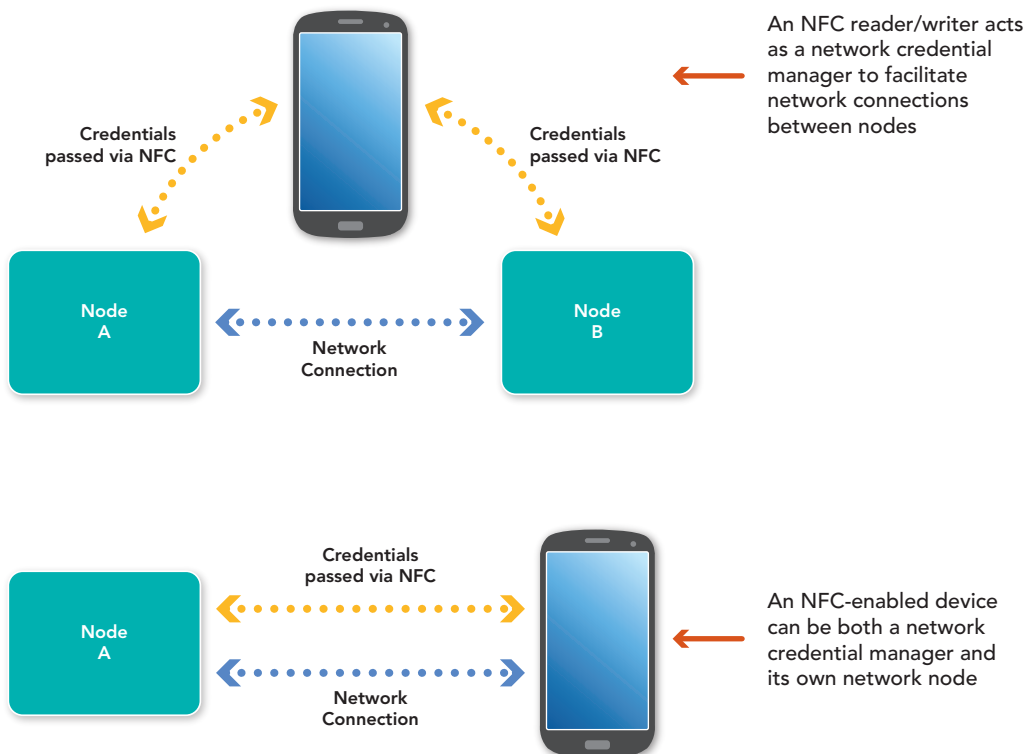 An NFC reader/writer acts
as a network credential
manager to facilitate
network connections
between nodes
Credentials
passed via NFC
Credentials
passed via NFC
Node
A
Node
B
Network
Connection
Credentials
passed via NFC
Node
A
An NFC-enabled device
can be both a network
credential manager and
its own network node
Network
Connection